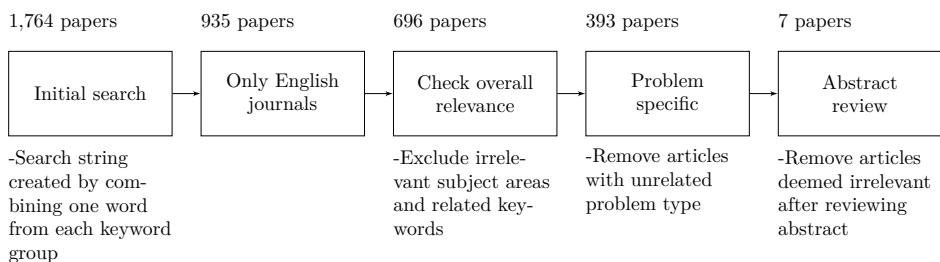 1,764 papers
935 papers
696 papers
393 papers
7 papers
Initial search
Only English
journals
Check overall
relevance
Problem
specific
Abstract
review
-Search string
created by com-
bining one word
from each keyword
group
-Exclude irrele-
vant subject areas
and related key-
words
-Remove articles
with unrelated
problem type
-Remove articles
deemed irrelevant
after reviewing
abstract